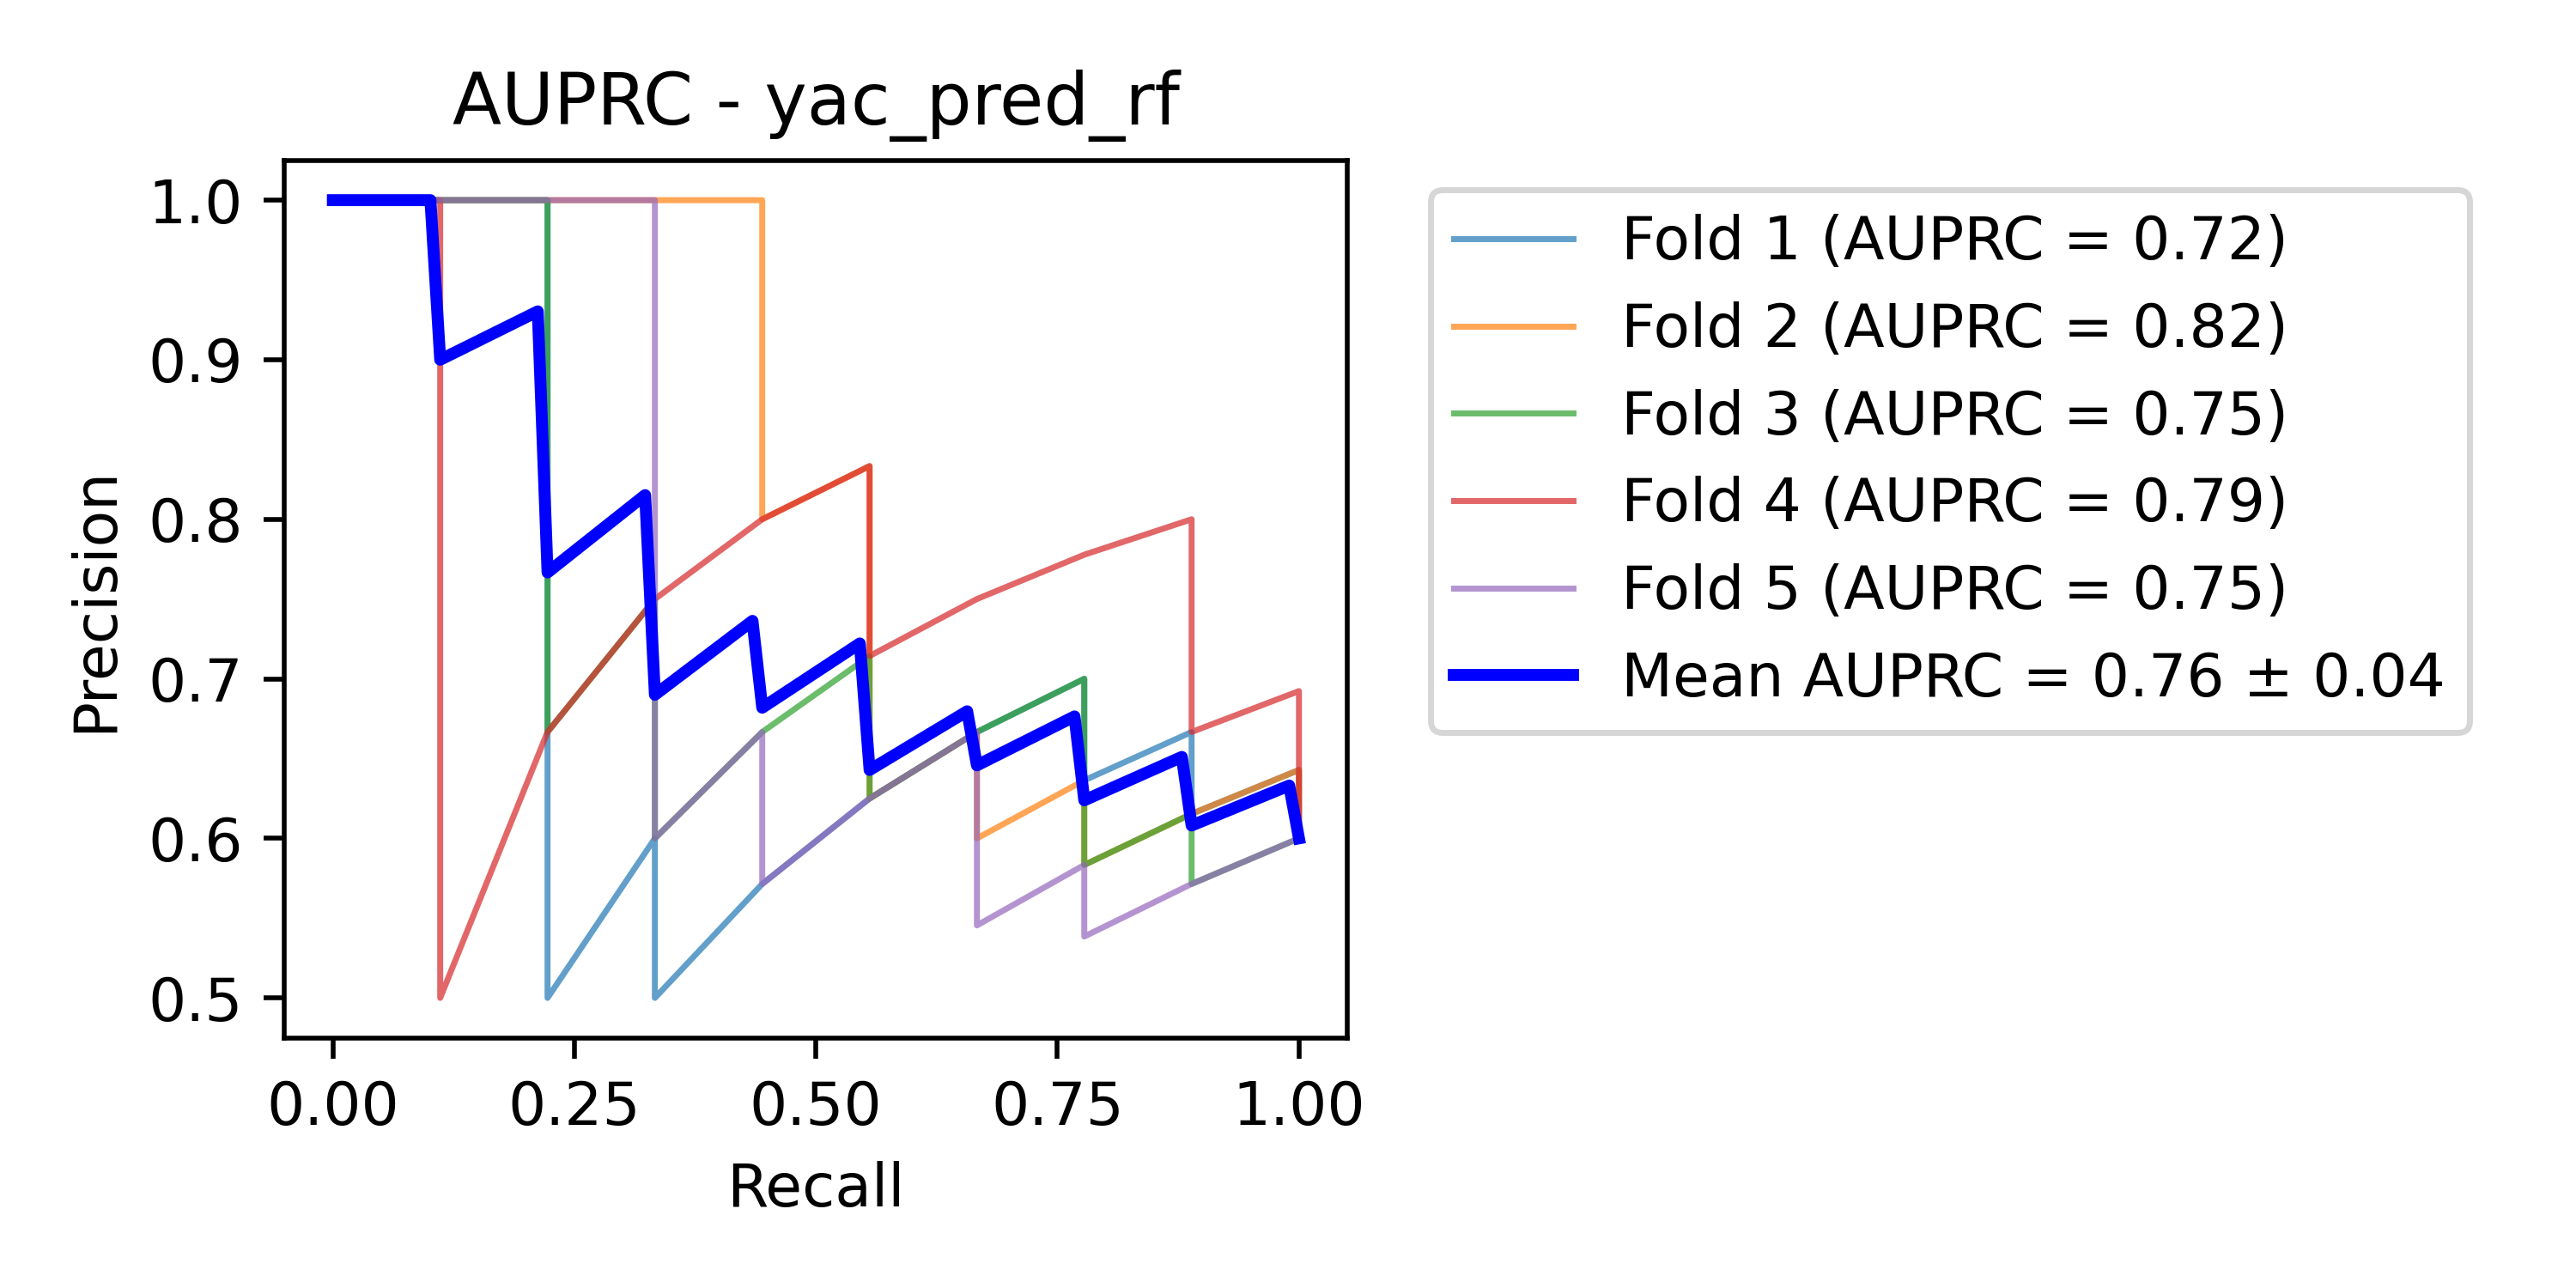 AUPRC - yac_pred_rf
1.0
0.9
0.8
0.7
0.6
0.5
Precision
0.00 0.25 0.50 0.75 1.00
Recall
Fold 1 (AUPRC = 0.72)
Fold 2 (AUPRC = 0.82)
Fold 3 (AUPRC = 0.75)
Fold 4 (AUPRC = 0.79)
Fold 5 (AUPRC = 0.75)
Mean AUPRC = 0.76 ± 0.04